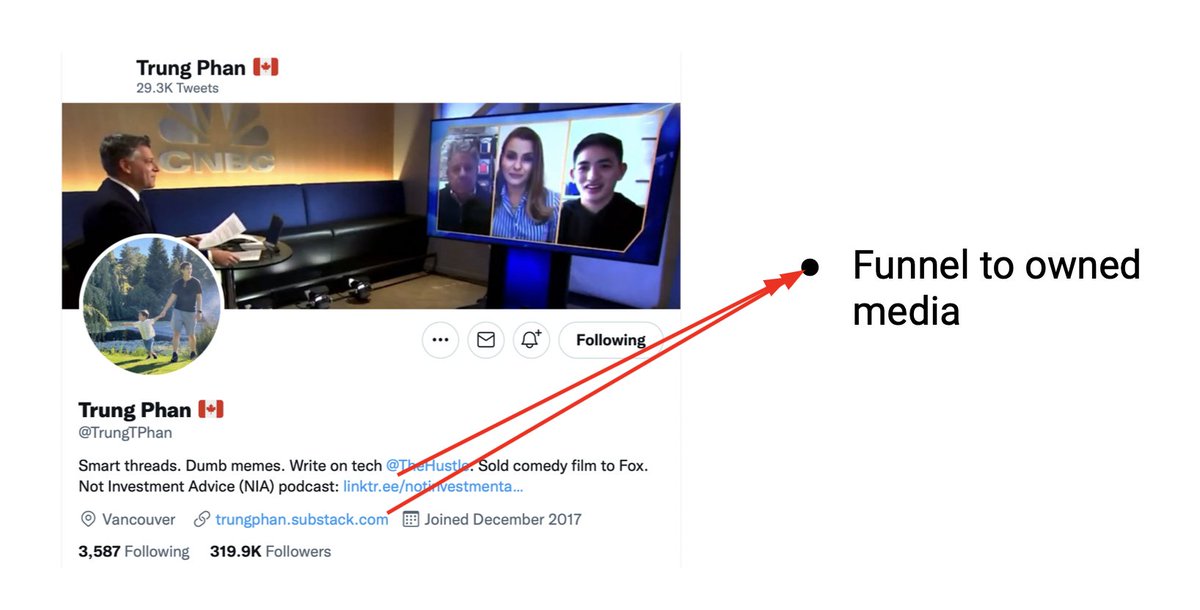 Trung Phan 🇨🇦
29.3K Tweets
CNBC
Following
Trung Phan 🇨🇦
@TrungTPhan
Smart threads. Dumb memes. Write on tech @TheHustle. Sold comedy film to Fox.
Not Investment Advice (NIA) podcast: linktr.ee/notinvestmenta…
Vancouver trungphan.substack.com Joined December 2017
3,587 Following 319.9K Followers
● Funnel to owned
media